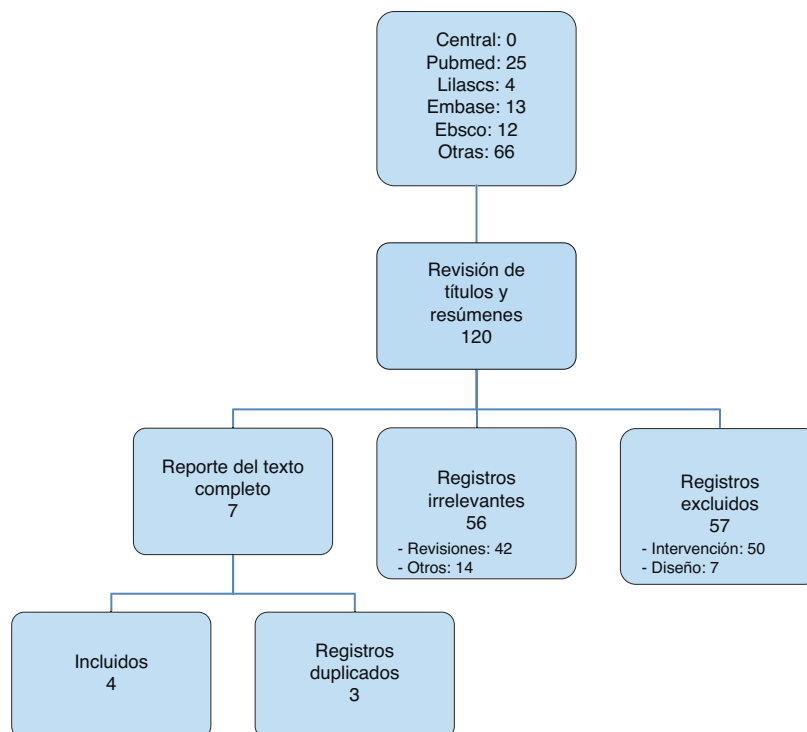 Central: 0
Pubmed: 25
Lilascs: 4
Embase: 13
Ebsco: 12
Otras: 66
Revisión de
títulos y
resúmenes
120
Reporte del texto
completo
7
Registros
irrelevantes
56
- Revisiones: 42
- Otros: 14
Registros
excluidos
57
- Intervención: 50
- Diseño: 7
Incluidos
4
Registros
duplicados
3